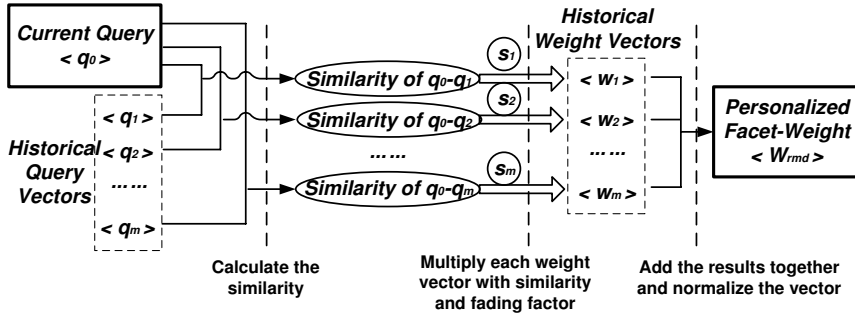 Current Query
< q0 >
Historical
Query
Vectors
< q1 >
< q2 >
... ...
< qm >
Similarity of q0-q1
Similarity of q0-q2
... ...
Similarity of q0-qm
s1
s2
sm
Historical
Weight Vectors
< w1 >
< w2 >
... ...
< wm >
Personalized
Facet-Weight
< Wrmd >
Calculate the
similarity
Multiply each weight
vector with similarity
and fading factor
Add the results together
and normalize the vector